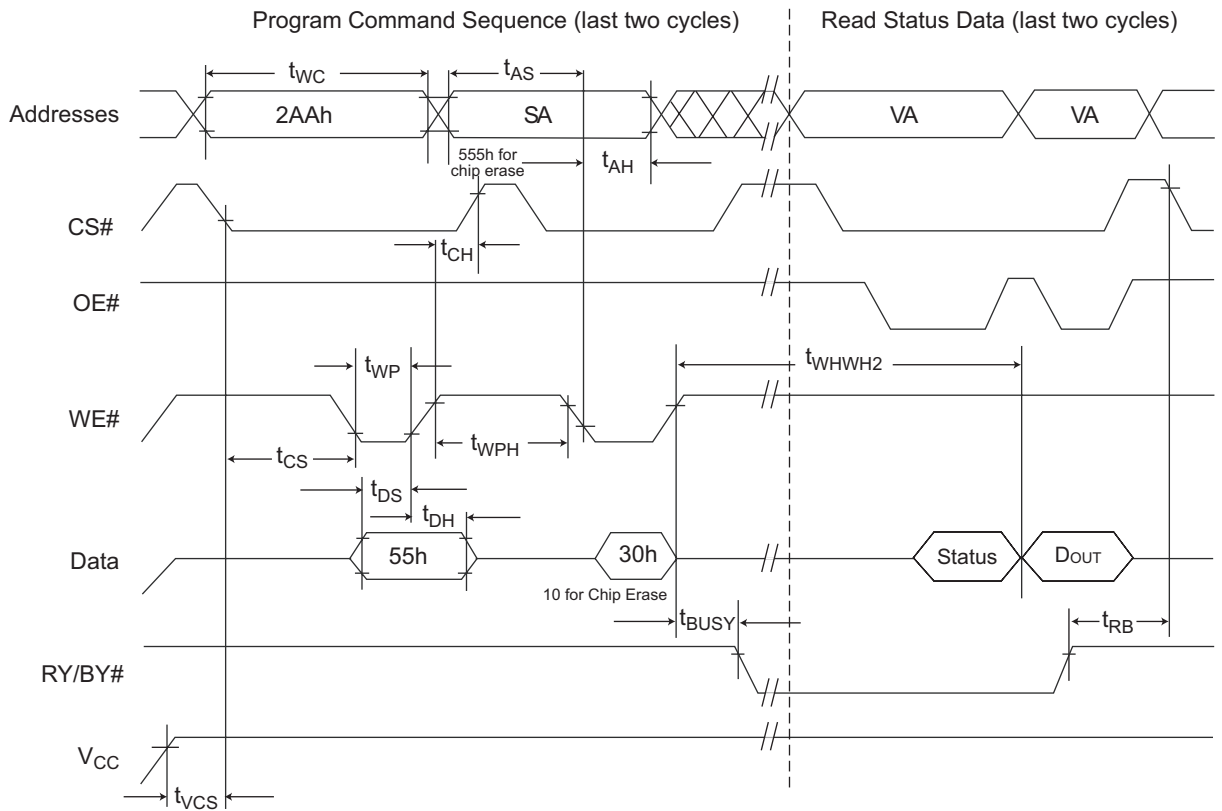 Program Command Sequence (last two cycles)
Read Status Data (last two cycles)
tWC
tAS
Addresses
2AAh
SA
VA
VA
555h for
chip erase
tAH
CS#
tCH
OE#
tWP
tWHWH2
WE#
tWPH
tCS
tDS
tDH
Data
55h
30h
Status
DOUT
10 for Chip Erase
tBUSY
tRB
RY/BY#
VCC
tVCS